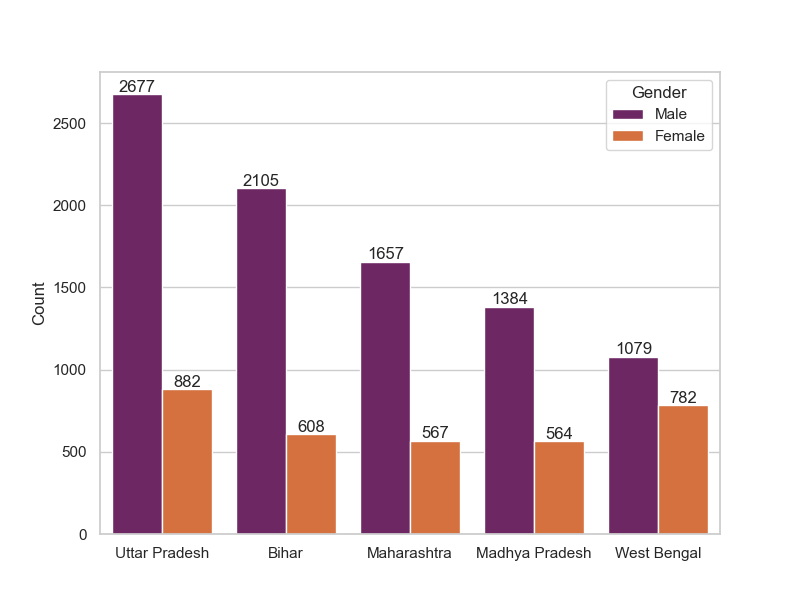 2677
2105
1657
1384
1079
882
608
567
564
782
Gender
Male
Female
Count
2500
2000
1500
1000
500
0
Uttar Pradesh
Bihar
Maharashtra
Madhya Pradesh
West Bengal